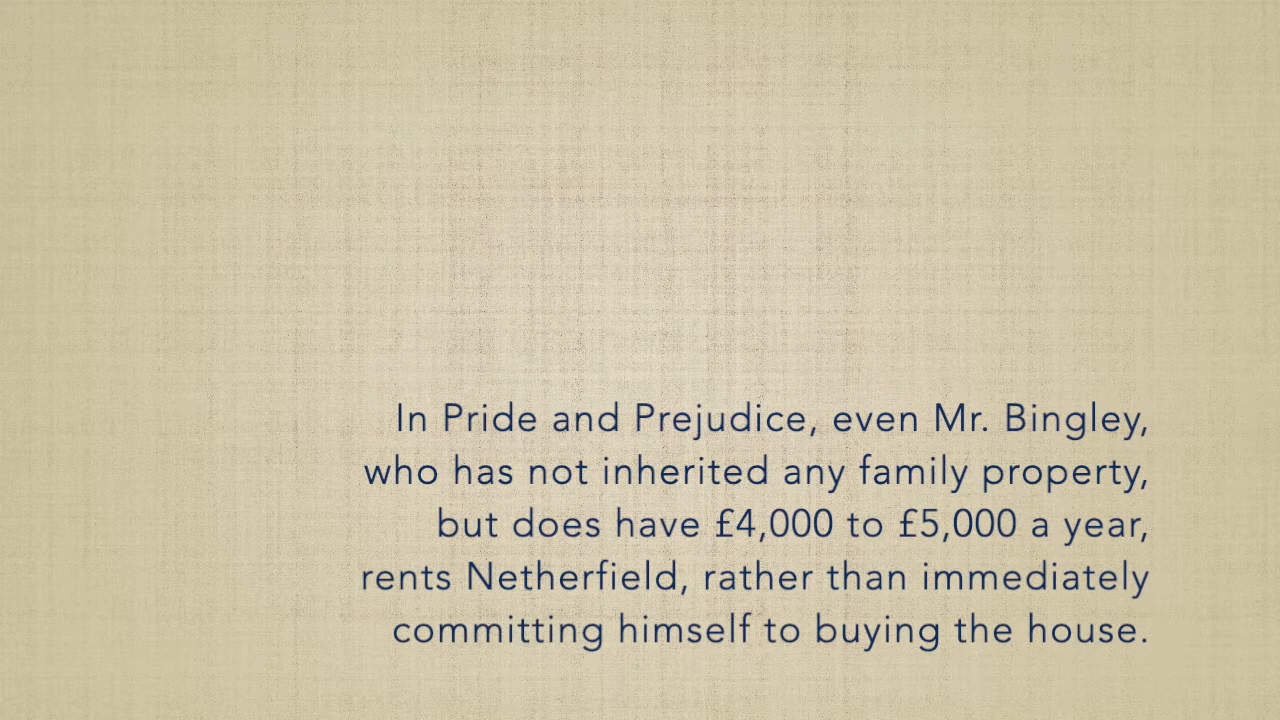 In Pride and Prejudice, even Mr. Bingley,
who has not inherited any family property,
but does have £4,000 to £5,000 a year,
rents Netherfield, rather than immediately
committing himself to buying the house.